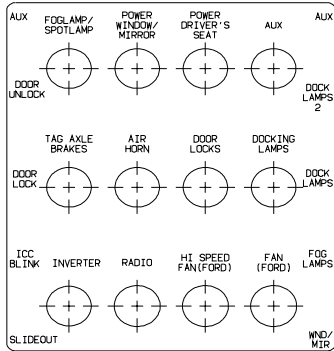 AUX
FOGLAMP/
SPOTLAMP
POWER
WINDOW/
MIRROR
POWER
DRIVER'S
SEAT
AUX
AUX
DOOR
UNLOCK
DOCK
LAMPS
2
TAG AXLE
BRAKES
AIR
HORN
DOOR
LOCKS
DOCKING
LAMPS
DOOR
LOCK
DOCK
LAMPS
ICC
BLINK
INVERTER
RADIO
HI SPEED
FAN(FORD)
FAN
(FORD)
FOG
LAMPS
SLIDEOUT
WND/
MIR